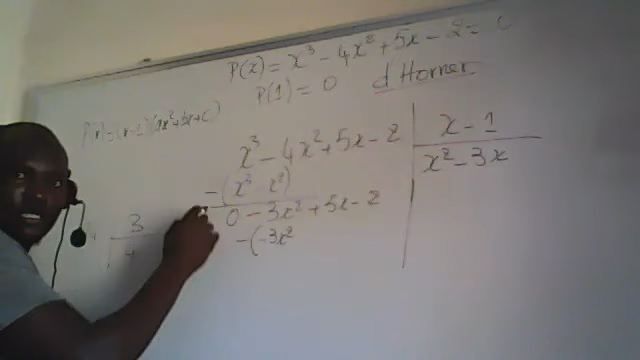 P(x) = x³ - 4x² + 5x - 2 = 0
P(1) = 0 d'Horner
P(x) = (x-1)(ax²+bx+c)
x³ - 4x² + 5x - 2 | x - 1
-(x³ x²) | x² - 3x
0 - 3x² + 5x - 2
-(-3x²
3